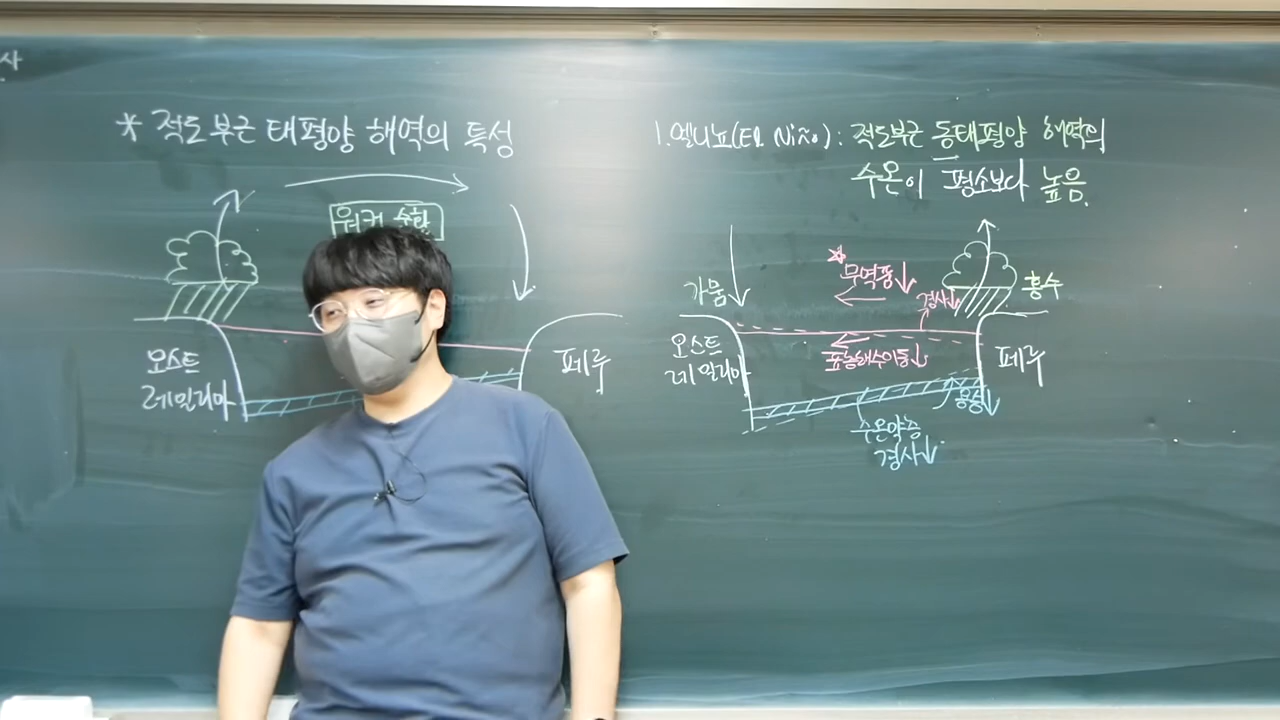 사
* 적도부근 태평양 해역의 특성
워커 순환
오스트
레일리아
페루
1. 엘니뇨(EL Niño) : 적도부근 동태평양 해역의
수온이 평소보다 높음.
가뭄
무역풍↓
경사↓
홍수
오스트
레일리아
표층해수이동↓
페루
용승↓
수온약층
경사↓